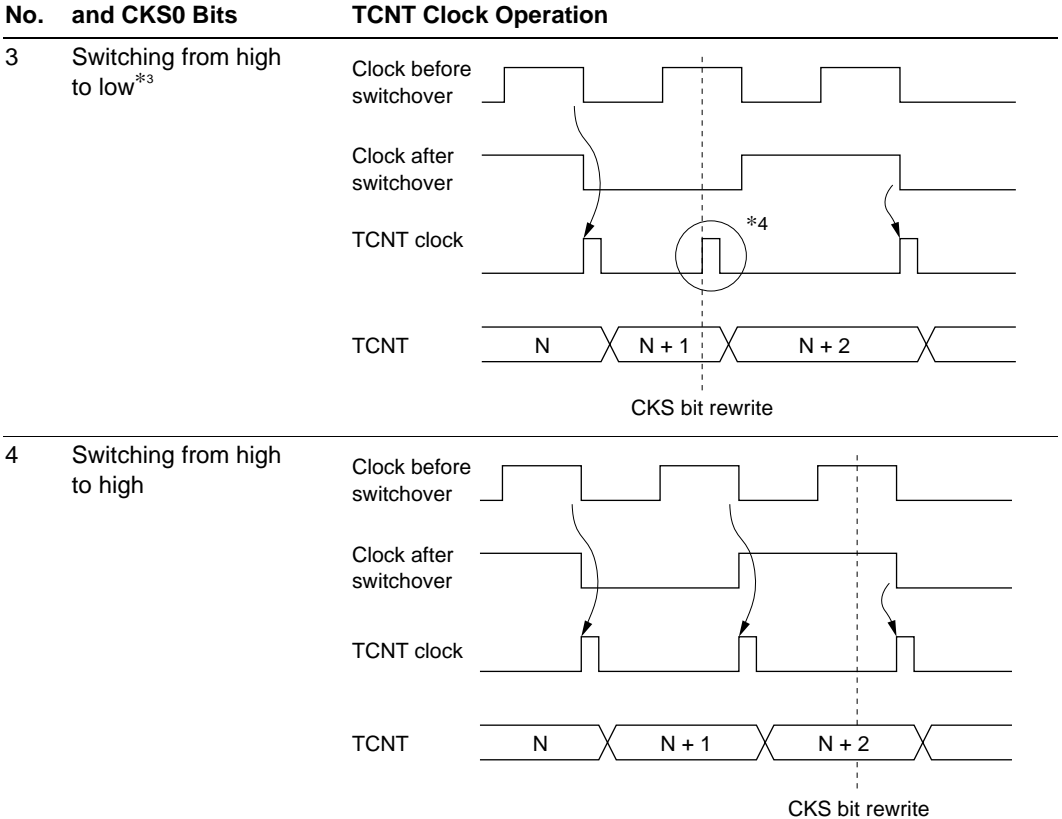 No. and CKS0 Bits TCNT Clock Operation
3 Switching from high
to low*3
Clock before
switchover
Clock after
switchover
*4
TCNT clock
TCNT N N + 1 N + 2
CKS bit rewrite
4 Switching from high
to high
Clock before
switchover
Clock after
switchover
TCNT clock
TCNT N N + 1 N + 2
CKS bit rewrite